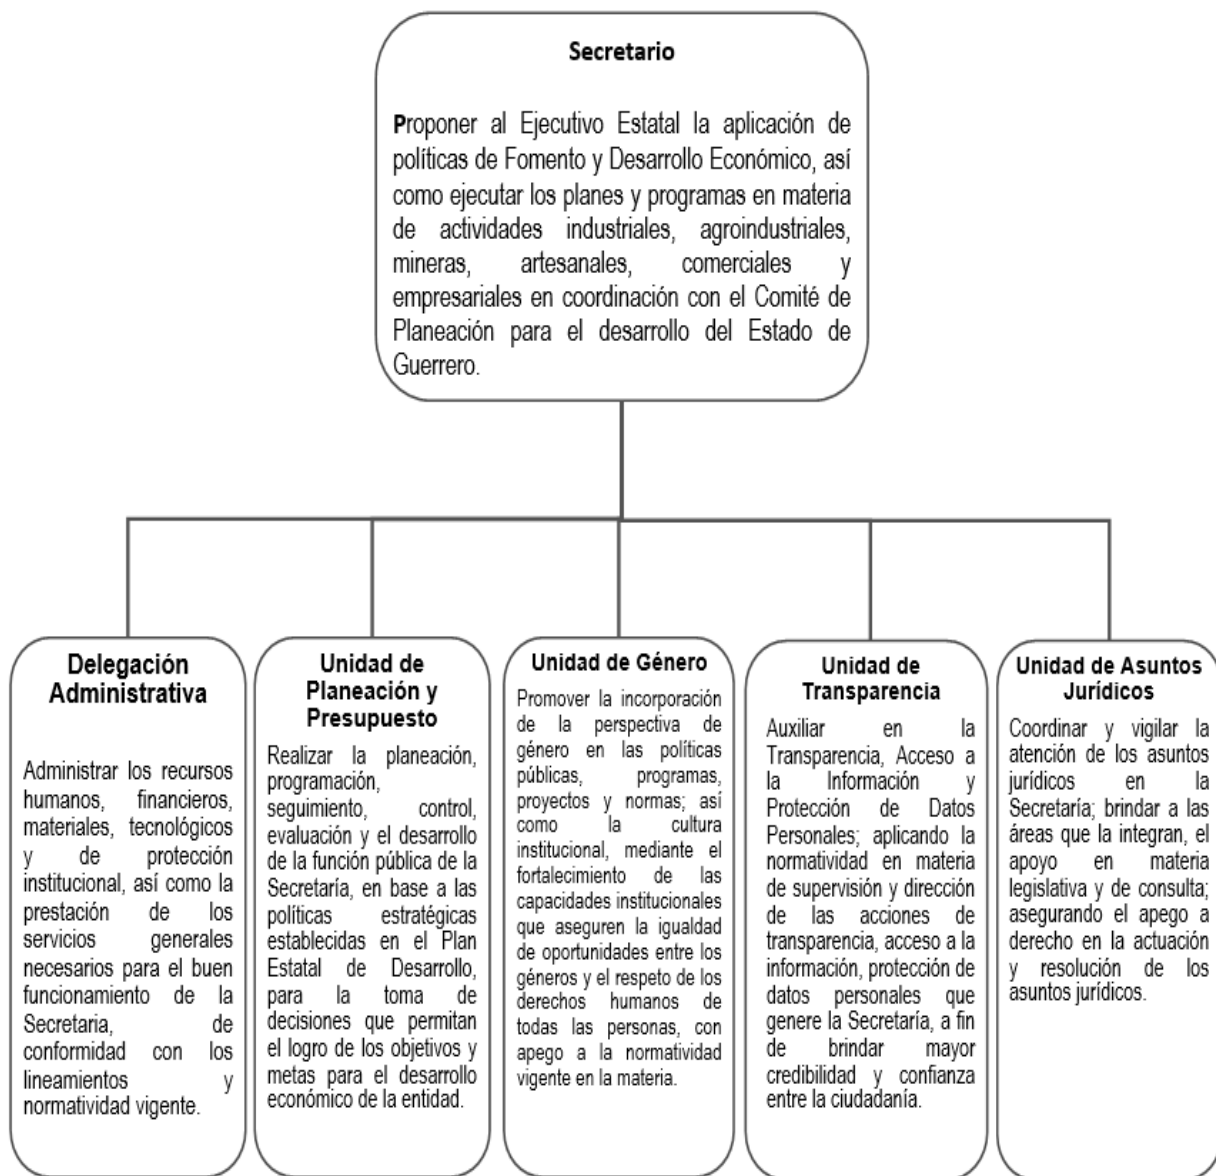 Secretario
Proponer al Ejecutivo Estatal la aplicación de
políticas de Fomento y Desarrollo Económico, así
como ejecutar los planes y programas en materia
de actividades industriales, agroindustriales,
mineras, artesanales, comerciales y
empresariales en coordinación con el Comité de
Planeación para el desarrollo del Estado de
Guerrero.
Delegación
Administrativa
Administrar los recursos
humanos, financieros,
materiales, tecnológicos
y de protección
institucional, así como la
prestación de los
servicios generales
necesarios para el buen
funcionamiento de la
Secretaria, de
conformidad con los
lineamientos y
normatividad vigente.
Unidad de
Planeación y
Presupuesto
Realizar la planeación,
programación,
seguimiento, control,
evaluación y el desarrollo
de la función pública de la
Secretaría, en base a las
políticas estratégicas
establecidas en el Plan
Estatal de Desarrollo,
para la toma de
decisiones que permitan
el logro de los objetivos y
metas para el desarrollo
económico de la entidad.
Unidad de Género
Promover la incorporación
de la perspectiva de
género en las políticas
públicas, programas,
proyectos y normas; así
como la cultura
institucional, mediante el
fortalecimiento de las
capacidades institucionales
que aseguren la igualdad
de oportunidades entre los
géneros y el respeto de los
derechos humanos de
todas las personas, con
apego a la normatividad
vigente en la materia.
Unidad de
Transparencia
Auxiliar en la
Transparencia, Acceso a
la Información y
Protección de Datos
Personales; aplicando la
normatividad en materia
de supervisión y dirección
de las acciones de
transparencia, acceso a la
información, protección de
datos personales que
genere la Secretaría, a fin
de brindar mayor
credibilidad y confianza
entre la ciudadanía.
Unidad de Asuntos
Jurídicos
Coordinar y vigilar la
atención de los asuntos
jurídicos en la
Secretaría; brindar a las
áreas que la integran, el
apoyo en materia
legislativa y de consulta;
asegurando el apego a
derecho en la actuación
y resolución de los
asuntos jurídicos.